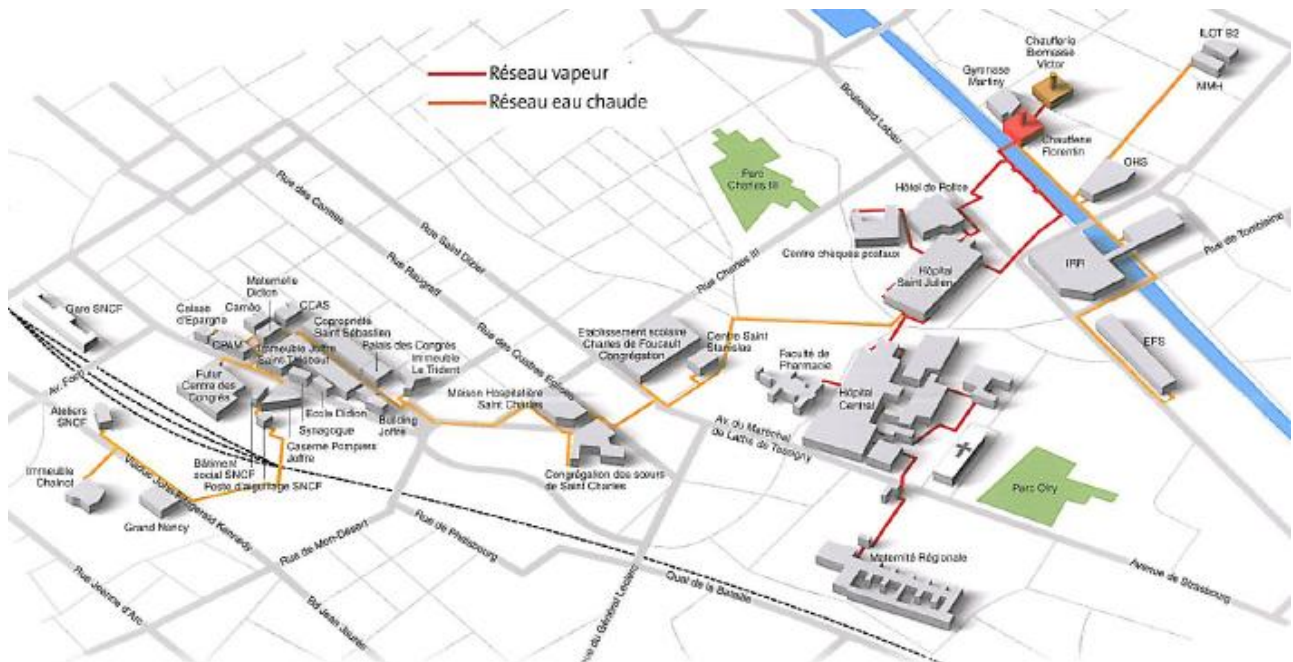 Réseau vapeur
Réseau eau chaude
ILOT B2
MMH
Chaufferie
Biomasse
Victor
Gymnase
Martiny
Chaufferie
Florentin
OHS
Boulevard Lobau
Parc
Charles III
Hôtel de Police
Centre chèques postaux
Hôpital
Saint Julien
IRR
Rue de Tomblaine
EFS
Rue Charles III
Rue des Carmes
Rue Saint Dizier
Rue Raugraff
Rue des Quatres Eglises
Gare SNCF
Av. Foch
Maternelle
Didion
Caisse
d'Epargne
Caméo
CCAS
CPAM
Copropriété
Saint Sébastien
Palais des Congrès
Immeuble
Le Trident
Immeuble Joffre
Saint Thiébaut
Futur
Centre des
Congrès
Ecole Didion
Synagogue
Building
Joffre
Caserne Pompiers
Joffre
Bâtiment
social SNCF
Poste d'aiguillage SNCF
Ateliers
SNCF
Immeuble
Chalnot
Grand Nancy
Viaduc John Fitzgerald Kennedy
Maison Hospitalière
Saint Charles
Congrégation des sœurs
de Saint Charles
Etablissement scolaire
Charles de Foucault
Congrégation
Centre Saint
Stanislas
Faculté de
Pharmacie
Hôpital
Central
Av. du Maréchal
de Lattre de Tassigny
Parc Olry
Maternité Régionale
Avenue de Strasbourg
Rue de Mon-Désert
Rue de Phalsbourg
Quai de la Bataille
Rue Jeanne d'Arc
Bd Jean Jaurès
du Général Leclerc